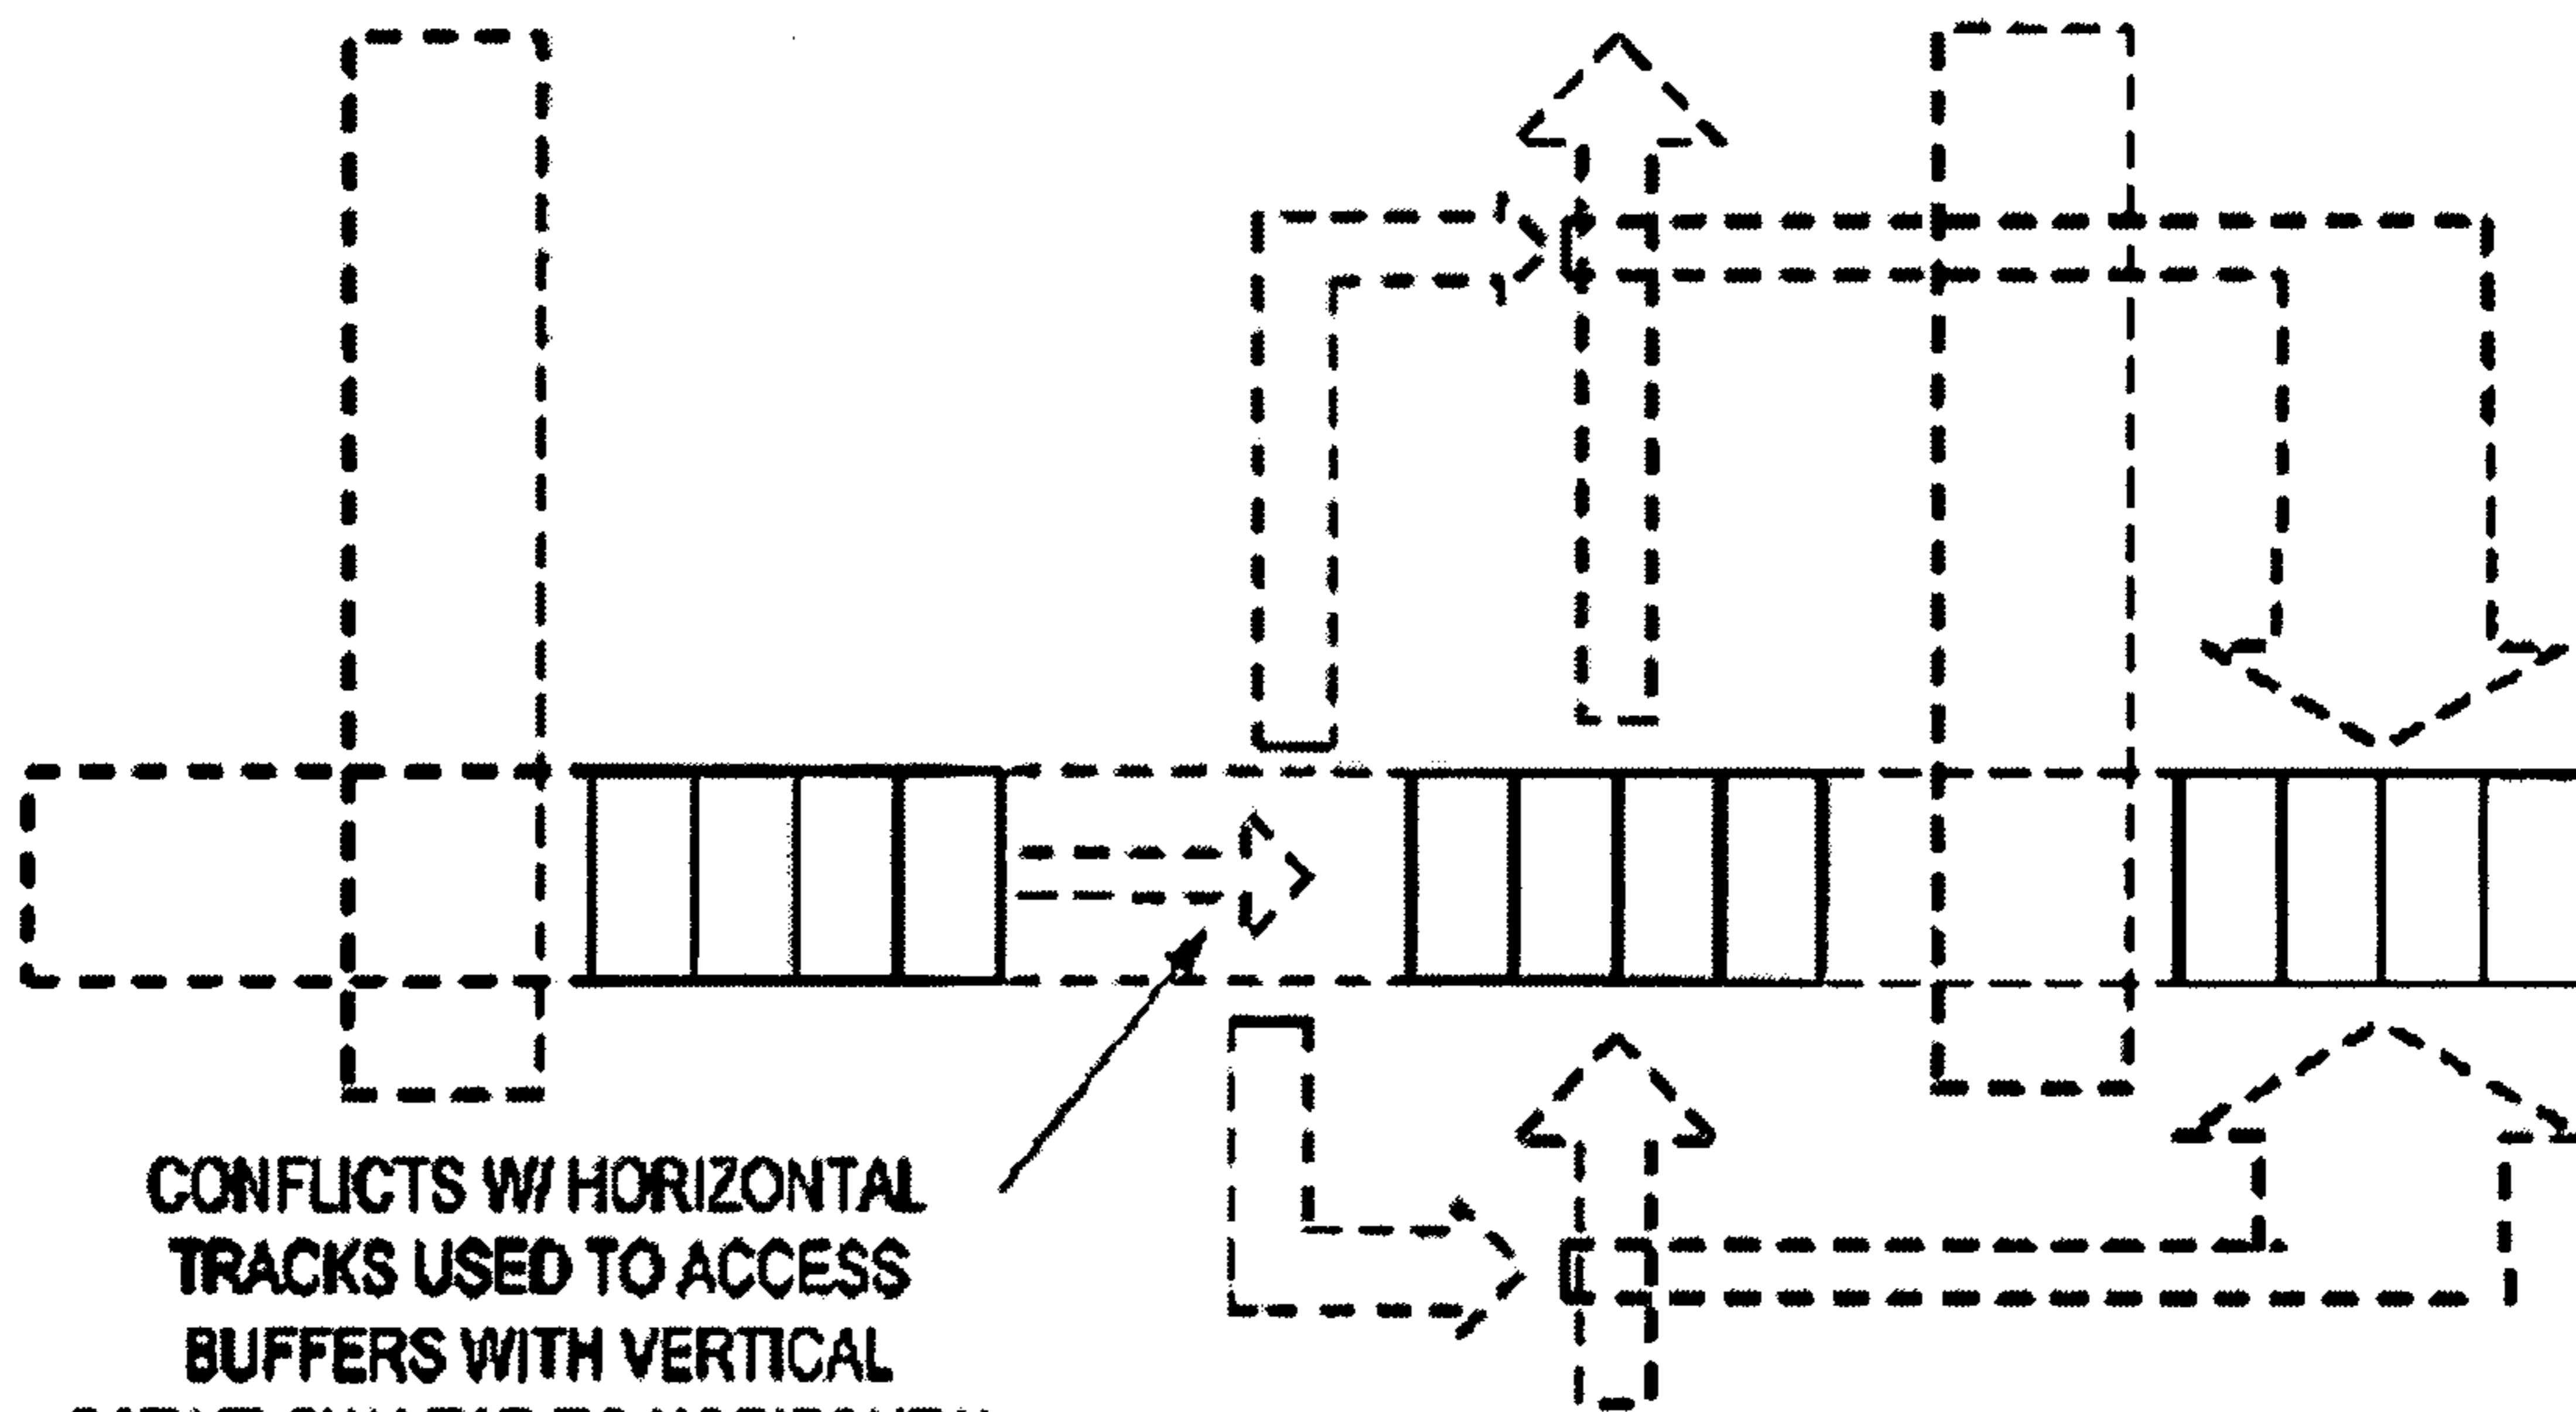 CONFLICTS W/ HORIZONTAL
TRACKS USED TO ACCESS
BUFFERS WITH VERTICAL